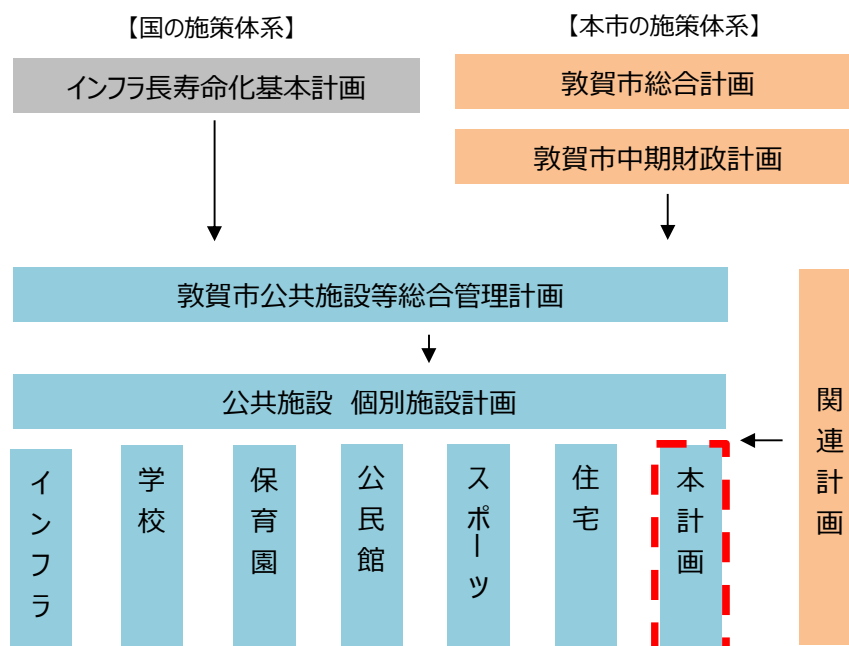 【国の施策体系】
【本市の施策体系】
インフラ長寿命化基本計画
敦賀市総合計画
敦賀市中期財政計画
敦賀市公共施設等総合管理計画
公共施設 個別施設計画
インフラ
学校
保育園
公民館
スポーツ
住宅
本計画
関連計画